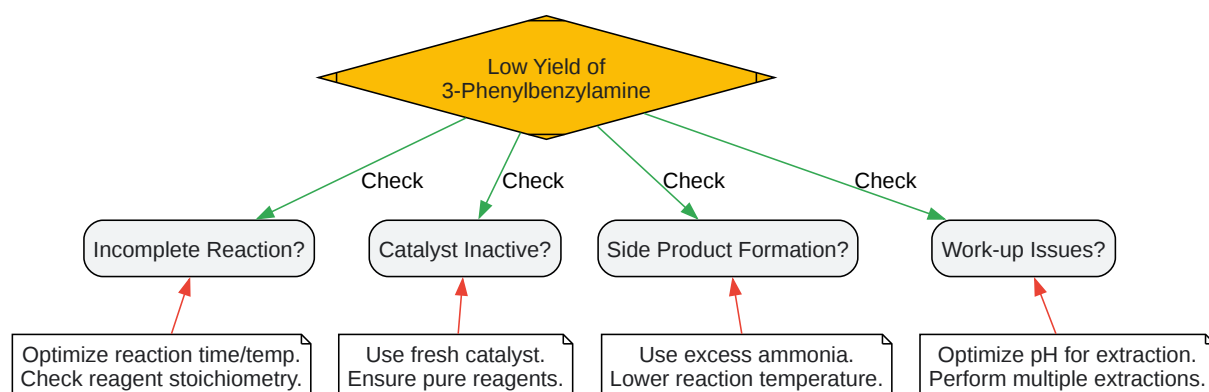 Low Yield of
3-Phenylbenzylamine
Check
Check
Check
Check
Incomplete Reaction?
Catalyst Inactive?
Side Product Formation?
Work-up Issues?
Optimize reaction time/temp.
Check reagent stoichiometry.
Use fresh catalyst.
Ensure pure reagents.
Use excess ammonia.
Lower reaction temperature.
Optimize pH for extraction.
Perform multiple extractions.